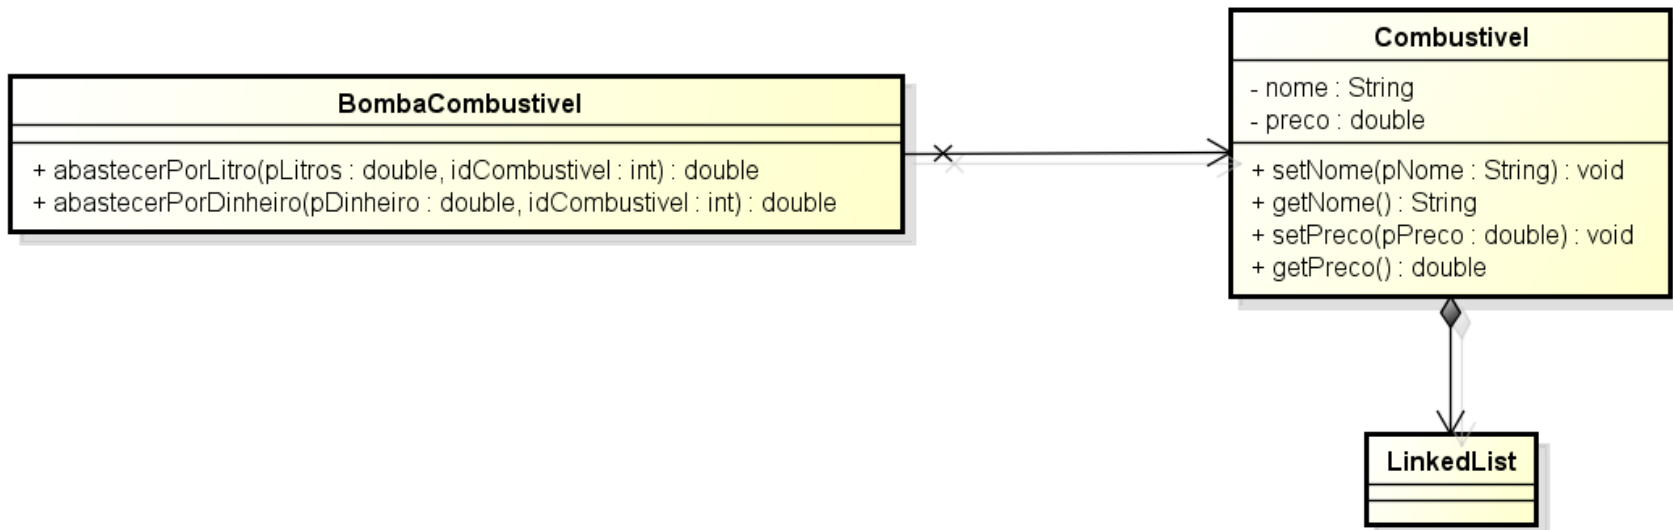 BombaCombustivel
+ abastecerPorLitro(pLitros : double, idCombustivel : int) : double
+ abastecerPorDinheiro(pDinheiro : double, idCombustivel : int) : double
Combustivel
- nome : String
- preco : double
+ setNome(pNome : String) : void
+ getNome() : String
+ setPreco(pPreco : double) : void
+ getPreco() : double
LinkedList